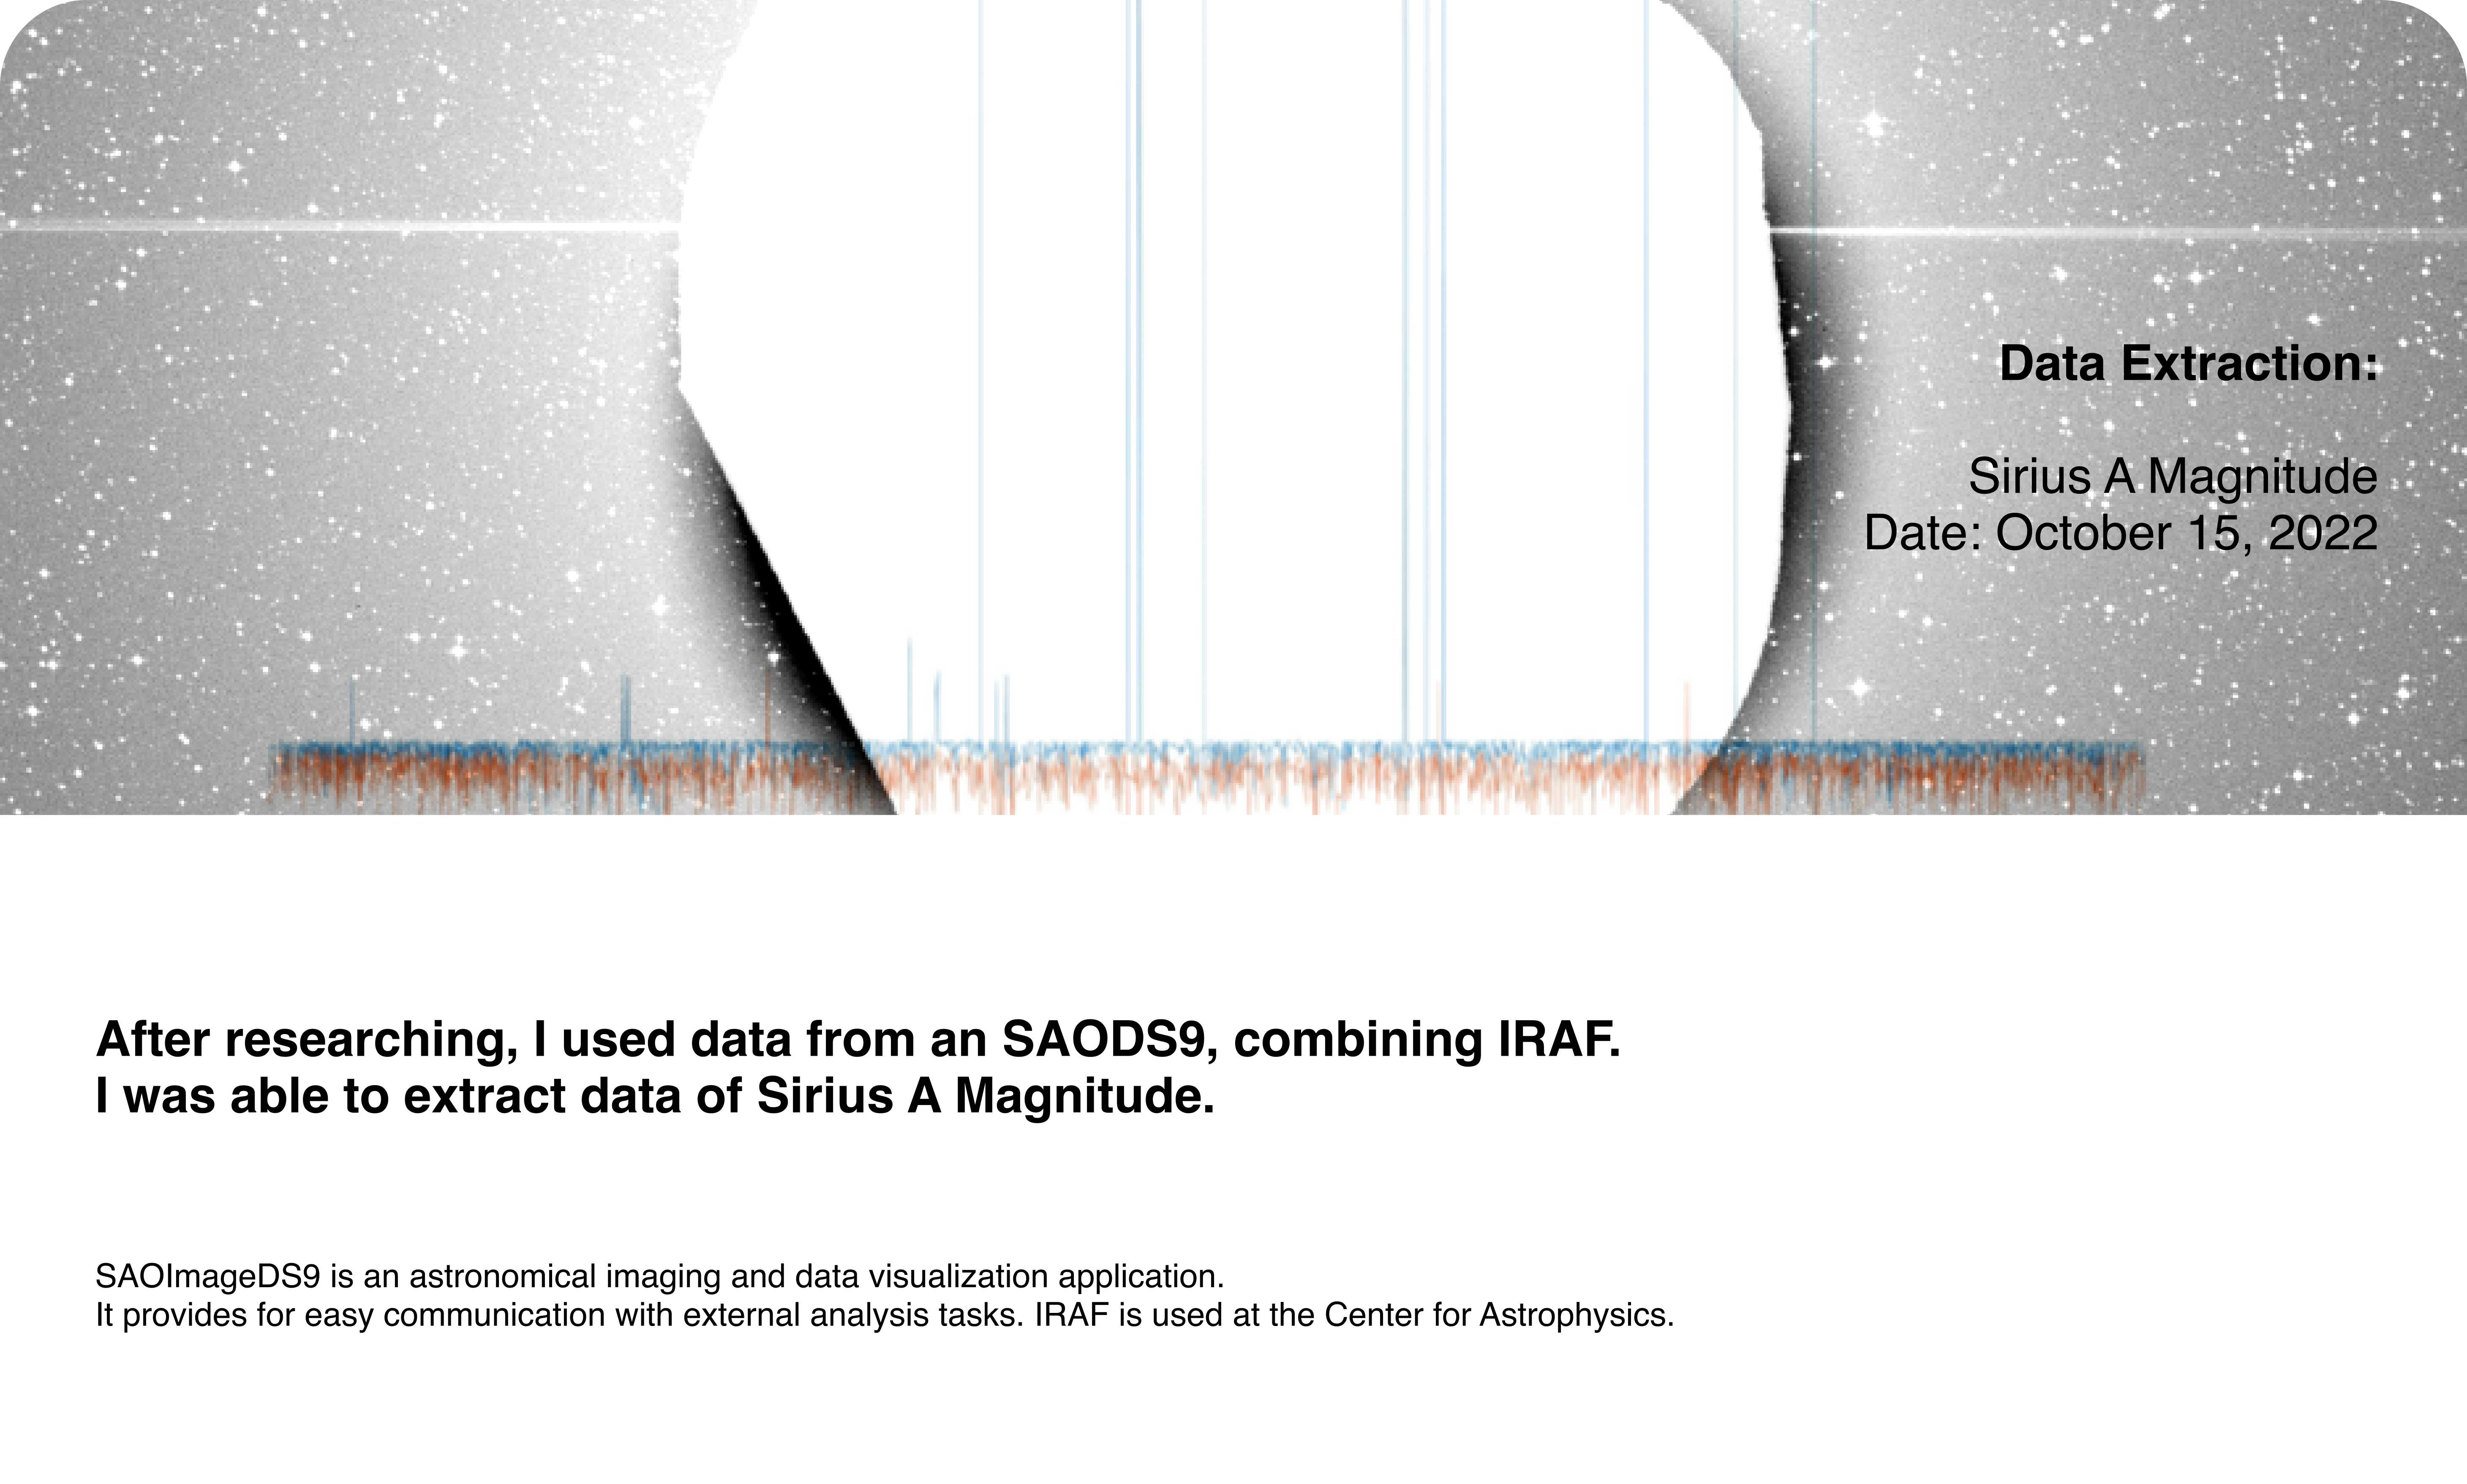 Data Extraction:
Sirius A Magnitude
Date: October 15, 2022
After researching, I used data from an SAODS9, combining IRAF.
I was able to extract data of Sirius A Magnitude.
SAOImageDS9 is an astronomical imaging and data visualization application.
It provides for easy communication with external analysis tasks. IRAF is used at the Center for Astrophysics.